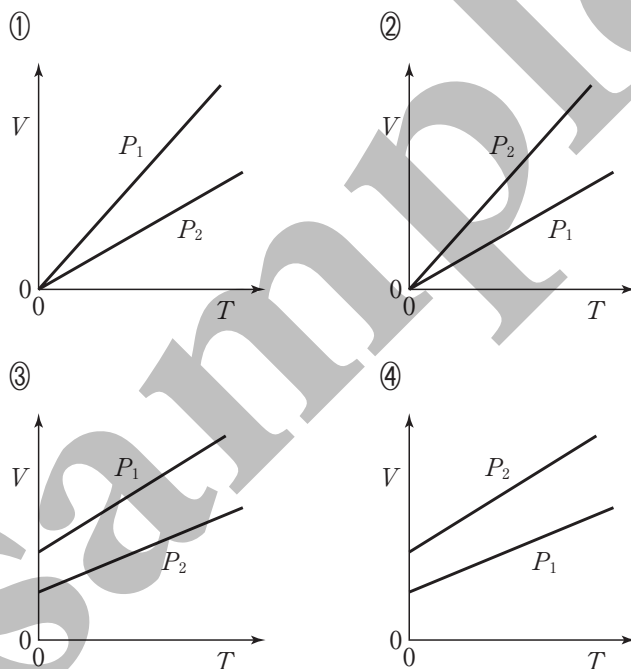 ① ②
V P₁ P₂ 0 0 T
V P₂ P₁ 0 0 T
③ ④
V P₁ P₂ 0 0 T
V P₂ P₁ 0 0 T
sample